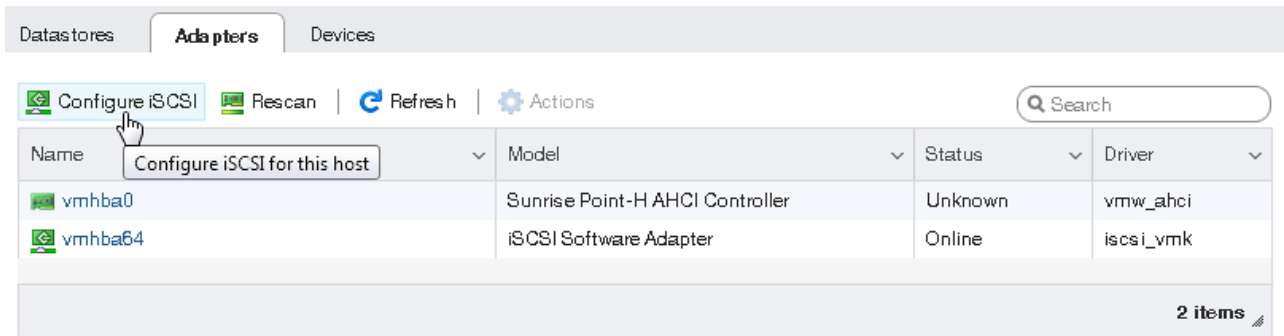 Datastores Adapters Devices
Configure iSCSI Rescan Refresh Actions Search
Name Model Status Driver
Configure iSCSI for this host
vmhba0 Sunrise Point-H AHCI Controller Unknown vmw_ahci
vmhba64 iSCSI Software Adapter Online iscsi_vmk
2 items